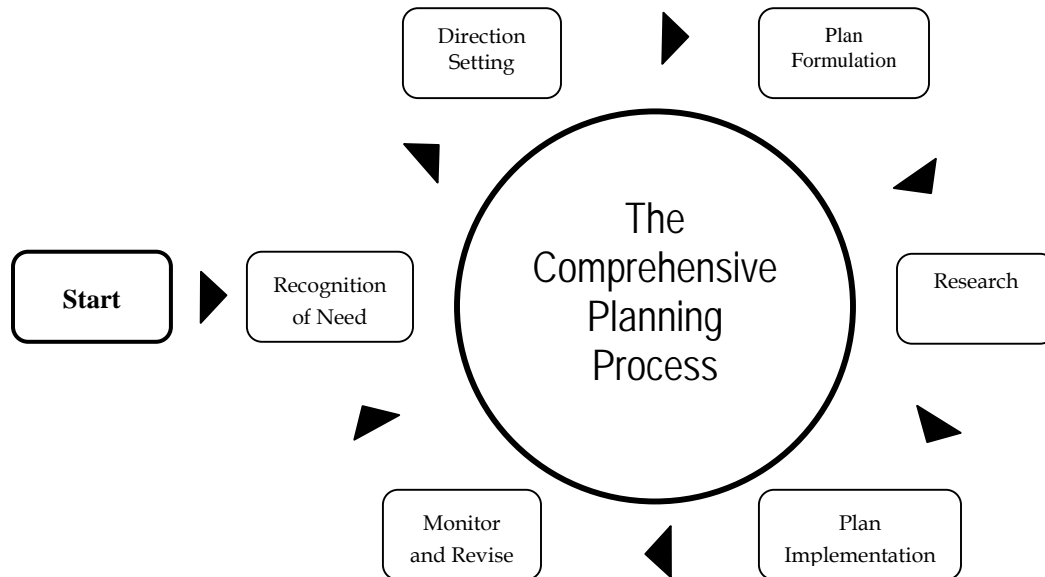 Direction
Setting
Plan
Formulation
The
Comprehensive
Planning
Process
Start
Recognition
of Need
Research
Monitor
and Revise
Plan
Implementation